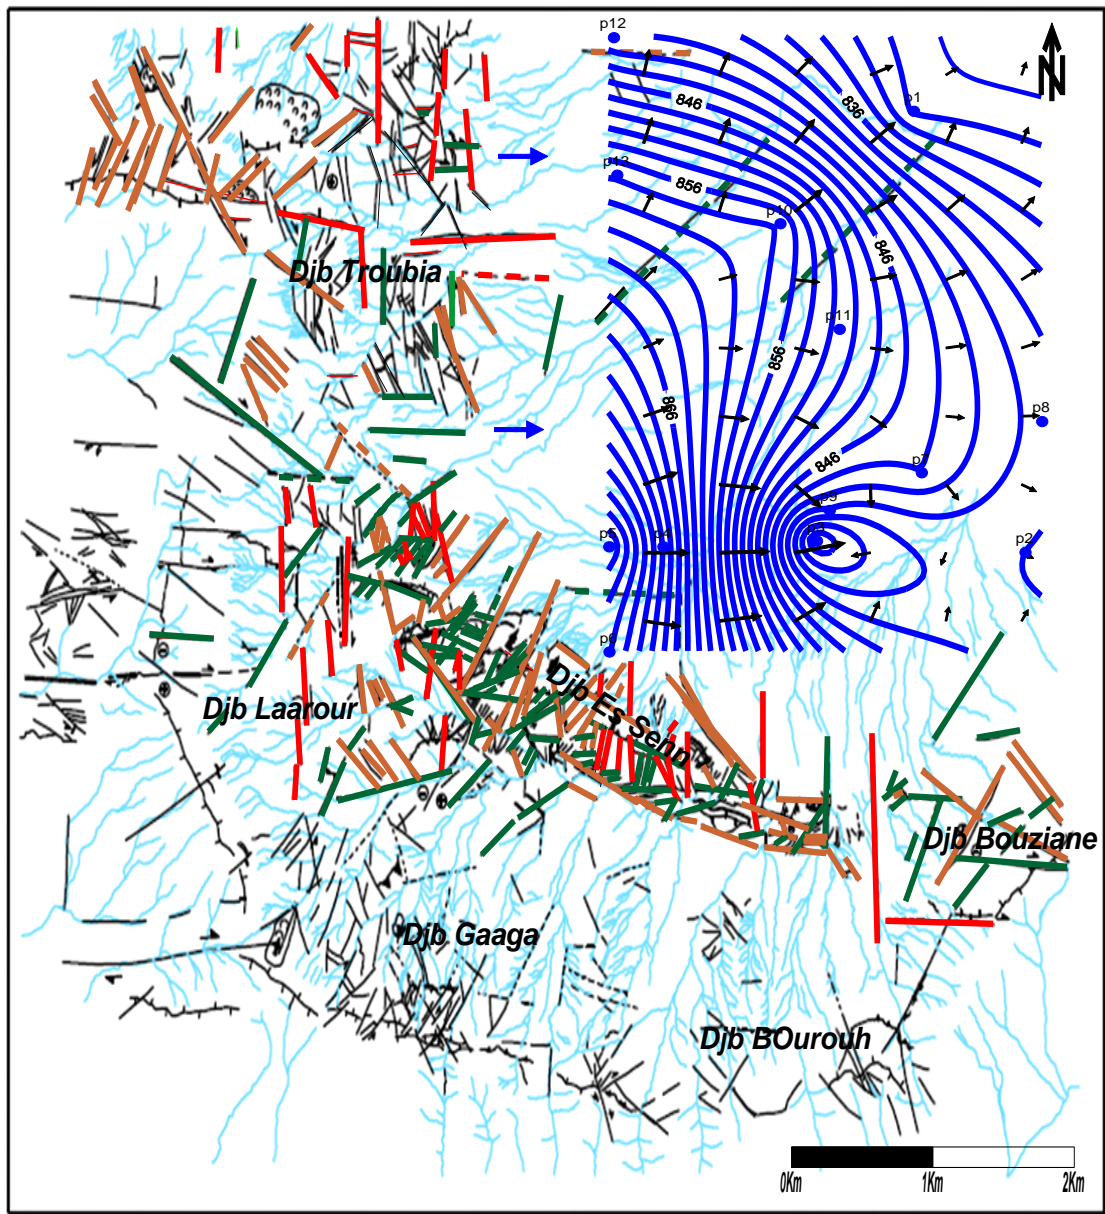 p12
N
p1
846
836
p13
856
p10
846
Djb Troubia
p11
856
866
p8
846
p7
p9
p5
p4
p3
p2
p6
Djb Es Sehn
Djb Laarour
Djb Bouziane
Djb Gaaga
Djb BOurouh
0Km
1Km
2Km